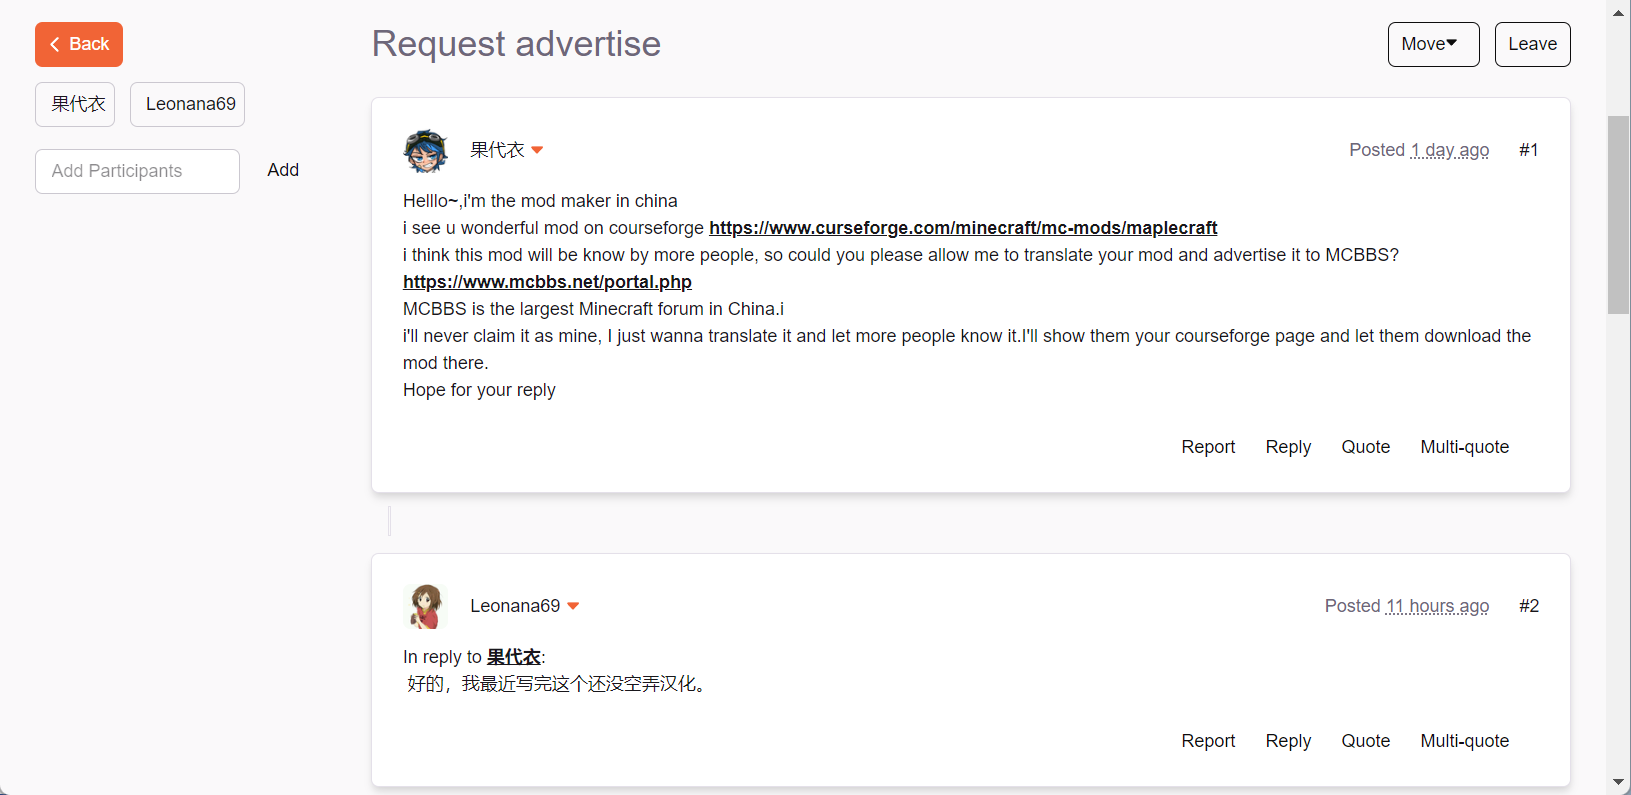 Back
Request advertise
Move
Leave
果代衣
Leonana69
Add Participants
Add
果代衣
Posted 1 day ago
#1
Helllo~,i'm the mod maker in china
i see u wonderful mod on courseforge https://www.curseforge.com/minecraft/mc-mods/maplecraft
i think this mod will be know by more people, so could you please allow me to translate your mod and advertise it to MCBBS?
https://www.mcbbs.net/portal.php
MCBBS is the largest Minecraft forum in China.i
i'll never claim it as mine, I just wanna translate it and let more people know it.I'll show them your courseforge page and let them download the
mod there.
Hope for your reply
Report Reply Quote Multi-quote
Leonana69
Posted 11 hours ago
#2
In reply to 果代衣:
好的，我最近写完这个还没空弄汉化。
Report Reply Quote Multi-quote